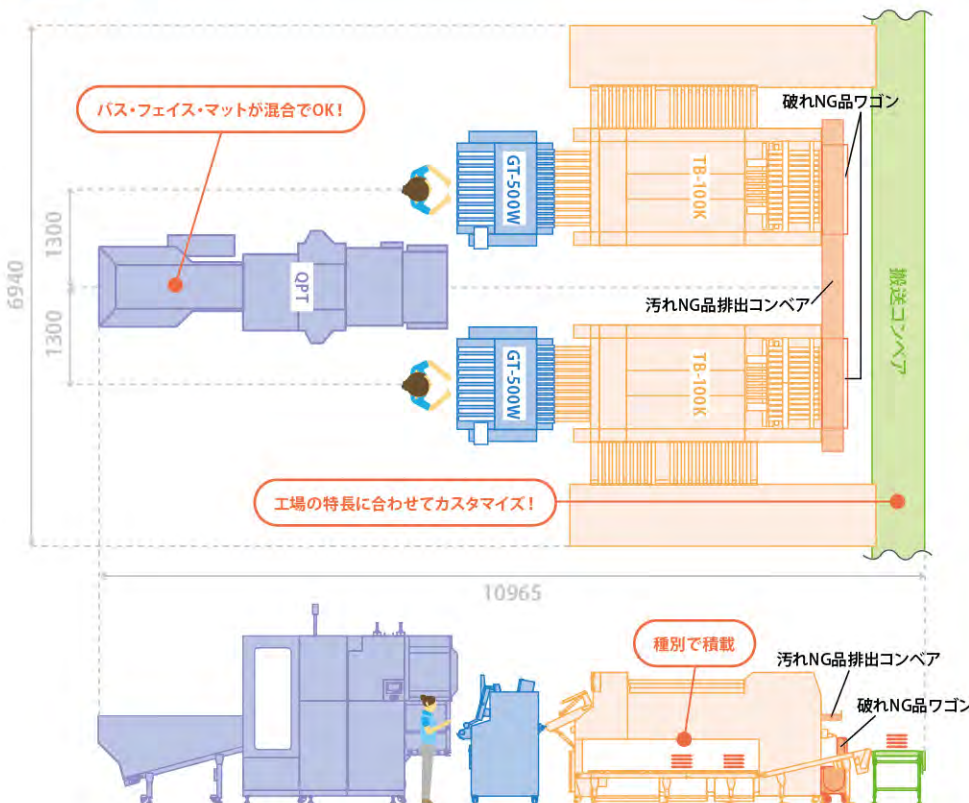 バス・フェイス・マットが混合でOK！
破れNG品ワゴン
GT-500W
TB-100K
1300
6940
QPT
1300
汚れNG品排出コンベア
搬送コンベア
GT-500W
TB-100K
工場の特長に合わせてカスタマイズ！
10965
種別で積載
汚れNG品排出コンベア
破れNG品ワゴン